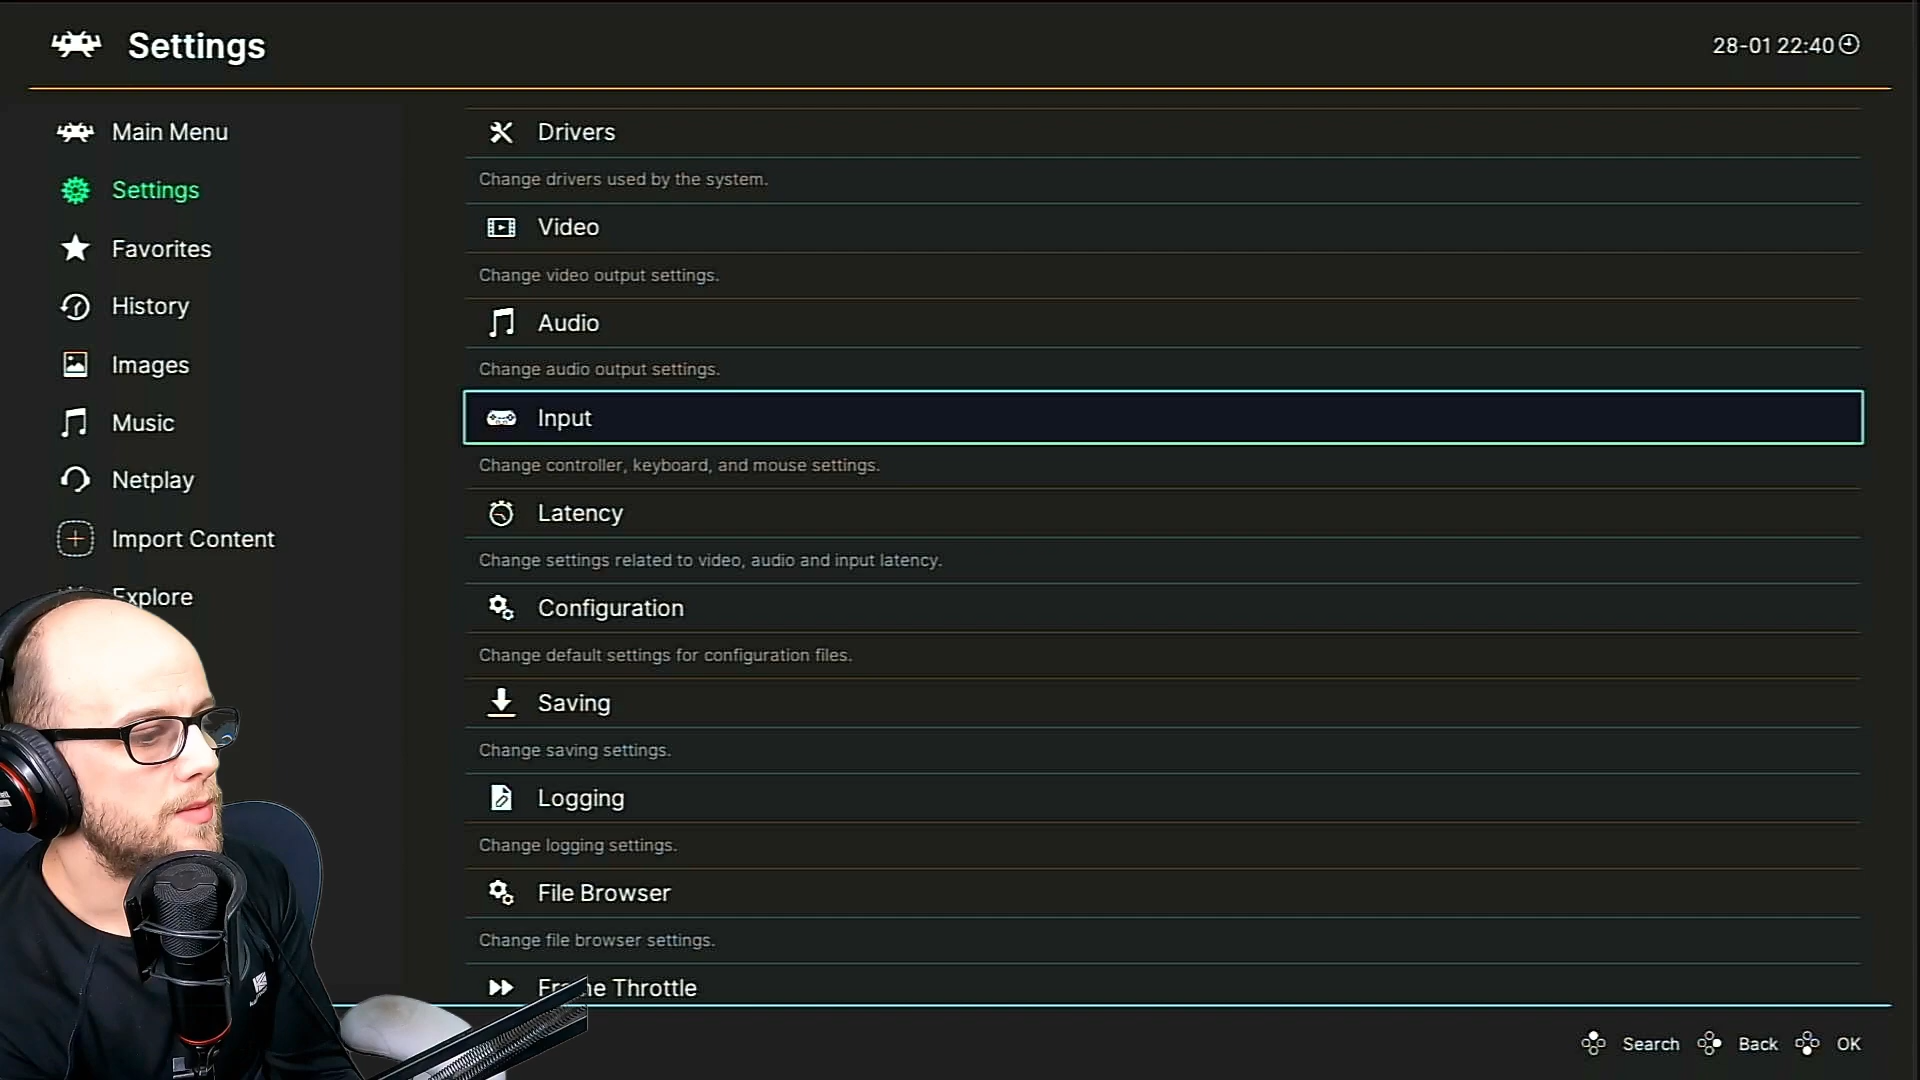 Settings
28-01 22:40
Main Menu
Settings
Favorites
History
Images
Music
Netplay
Import Content
Explore
Drivers
Change drivers used by the system.
Video
Change video output settings.
Audio
Change audio output settings.
Input
Change controller, keyboard, and mouse settings.
Latency
Change settings related to video, audio and input latency.
Configuration
Change default settings for configuration files.
Saving
Change saving settings.
Logging
Change logging settings.
File Browser
Change file browser settings.
Frame Throttle
Search Back OK